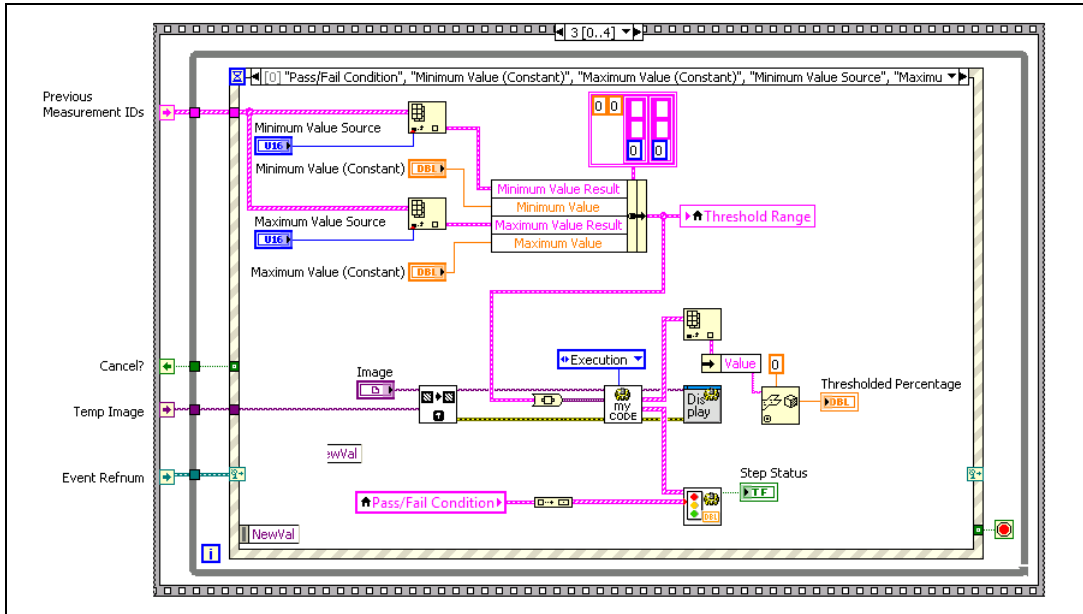 3 [0..4]
[0] "Pass/Fail Condition", "Minimum Value (Constant)", "Maximum Value (Constant)", "Minimum Value Source", "Maximu
Previous
Measurement IDs
Minimum Value Source
U16
Minimum Value (Constant)
DBL
0 0
0 0
Minimum Value Result
Minimum Value
Maximum Value Result
Maximum Value
Threshold Range
Maximum Value Source
U16
Maximum Value (Constant)
DBL
Cancel?
Execution
Value
0
Image
Thresholded Percentage
DBL
my
CODE
Dis
play
Temp Image
ewVal
Event Refnum
Step Status
TF
Pass/Fail Condition
DBL
NewVal
i